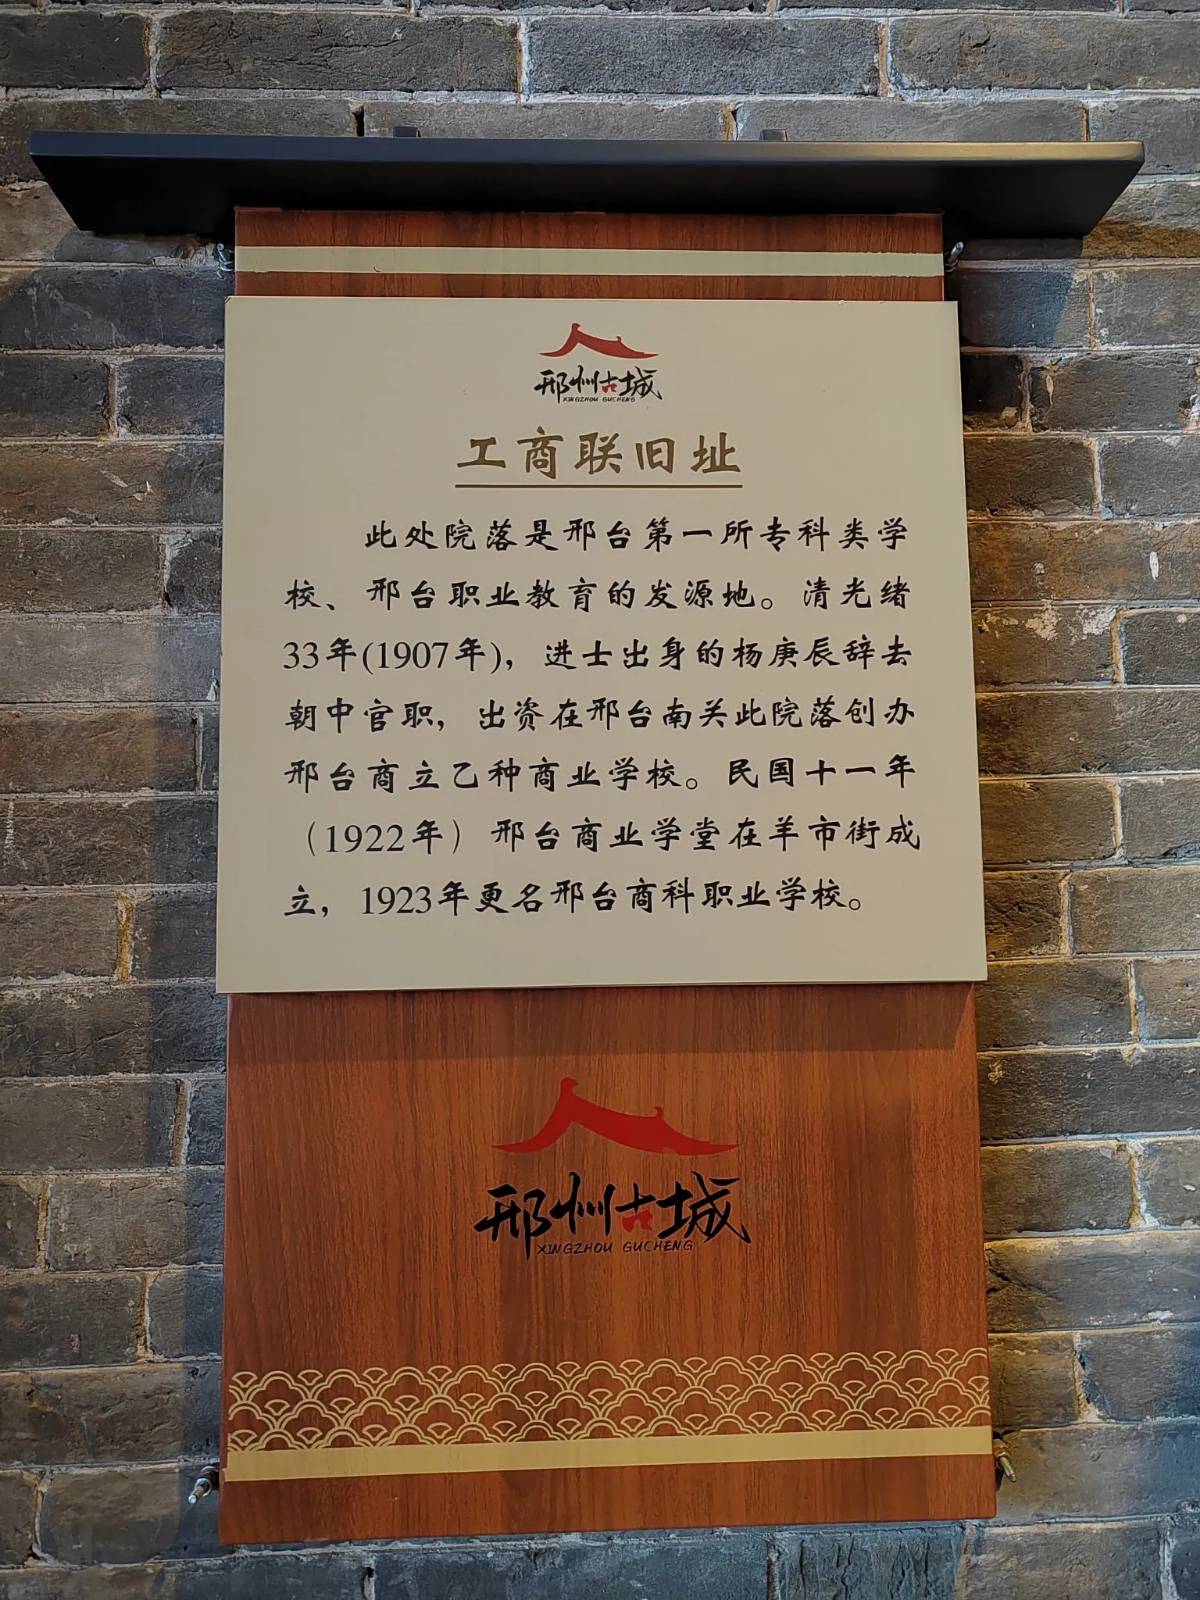 邢州古城
XINGZHOU GUCHENG
工商联旧址
此处院落是邢台第一所专科类学
校、邢台职业教育的发源地。清光绪
33年(1907年)，进士出身的杨庚辰辞去
朝中官职，出资在邢台南关此院落创办
邢台商立乙种商业学校。民国十一年
（1922年）邢台商业学堂在羊市街成
立，1923年更名邢台商科职业学校。
邢州古城
XINGZHOU GUCHENG